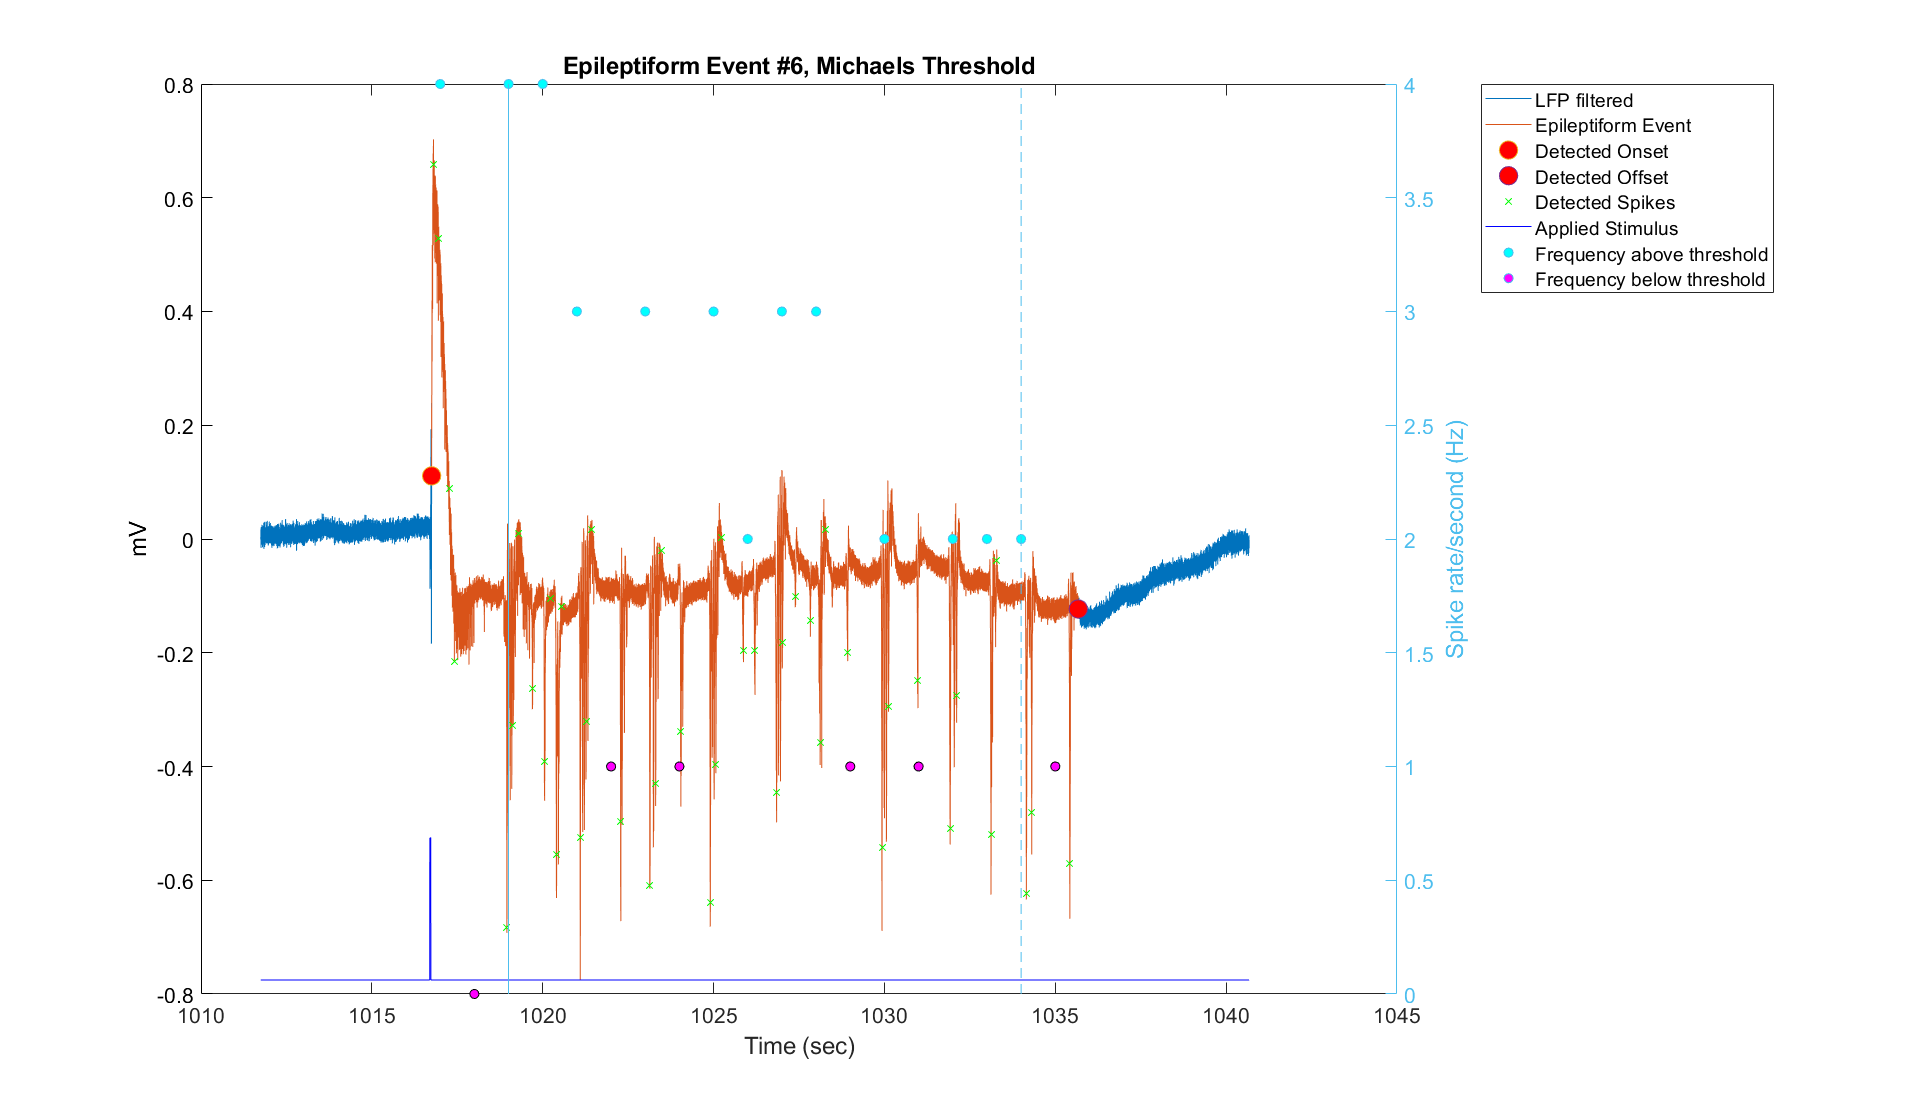 Epileptiform Event #6, Michaels Threshold
0.8
0.6
0.4
0.2
0
-0.2
-0.4
-0.6
-0.8
mV
1010 1015 1020 1025 1030 1035 1040 1045
Time (sec)
4
3.5
3
2.5
2
1.5
1
0.5
0
Spike rate/second (Hz)
LFP filtered
Epileptiform Event
Detected Onset
Detected Offset
Detected Spikes
Applied Stimulus
Frequency above threshold
Frequency below threshold